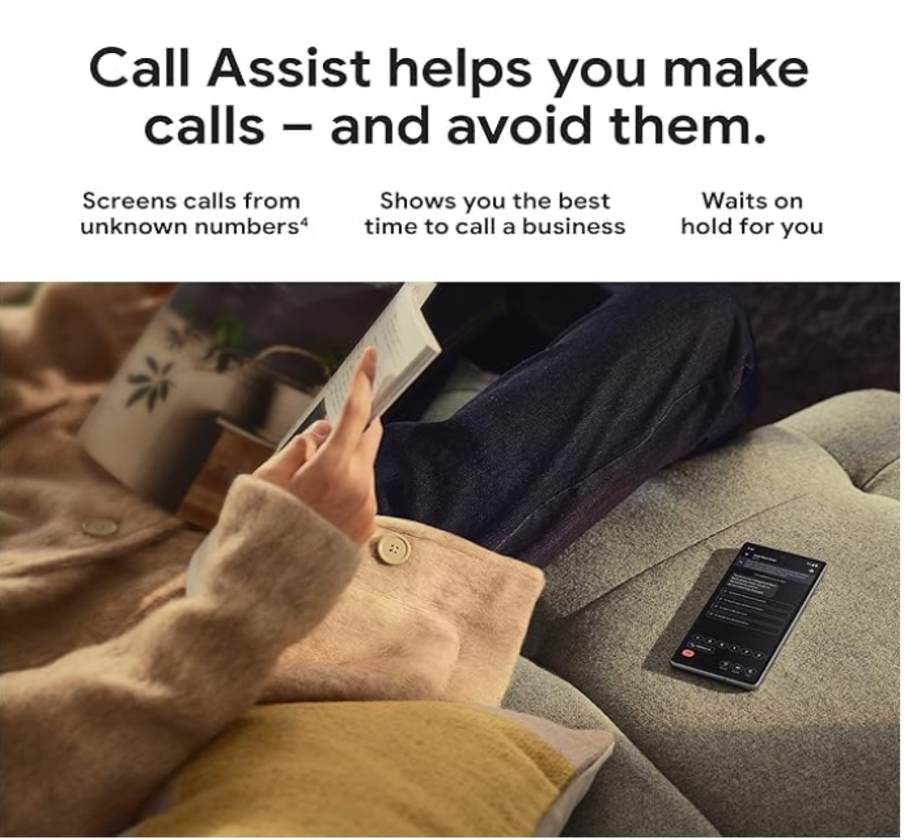 Call Assist helps you make
calls – and avoid them.
Screens calls from
unknown numbers⁴
Shows you the best
time to call a business
Waits on
hold for you